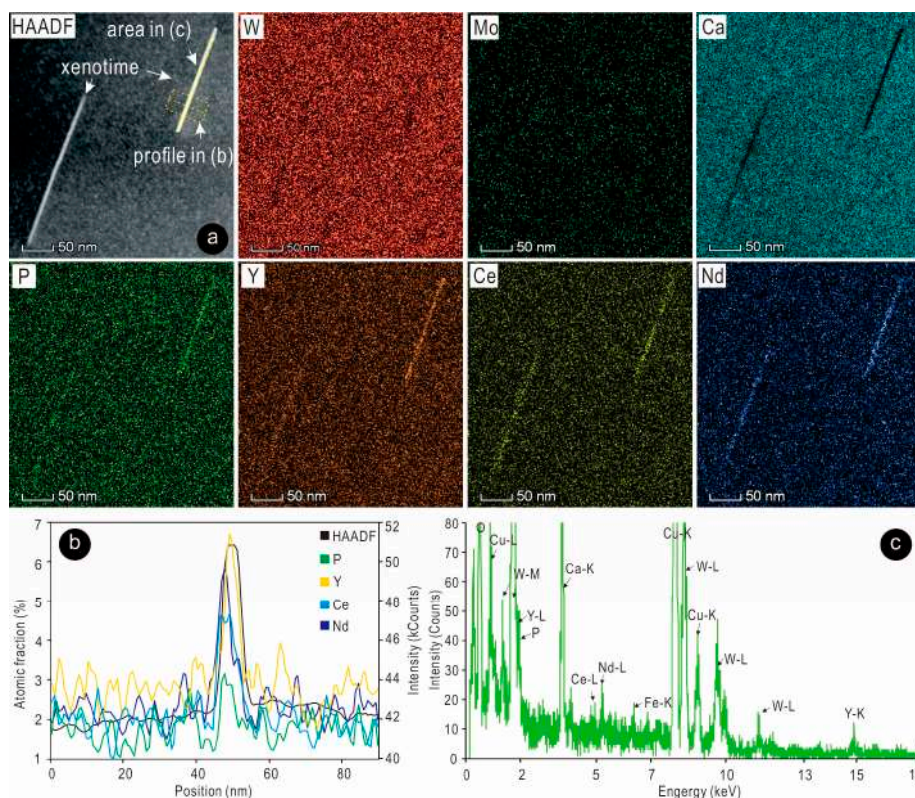 HAADF
area in (c)
xenotime
profile in (b)
50 nm
a
W
50 nm
Mo
50 nm
Ca
50 nm
P
50 nm
Y
50 nm
Ce
50 nm
Nd
50 nm
b
HAADF
P
Y
Ce
Nd
7
6
5
4
3
2
1
Atomic fraction (%)
52
50
48
46
44
42
40
Intensity (kCounts)
0
20
40
60
80
Position (nm)
c
80
70
60
50
40
30
20
10
0
Intensity (Counts)
O
Cu-L
W-M
Y-L
P
Ca-K
Ce-L
Nd-L
Fe-K
Cu-K
W-L
Cu-K
W-L
W-L
Y-K
0
2
5
7
10
13
15
17
Engergy (keV)